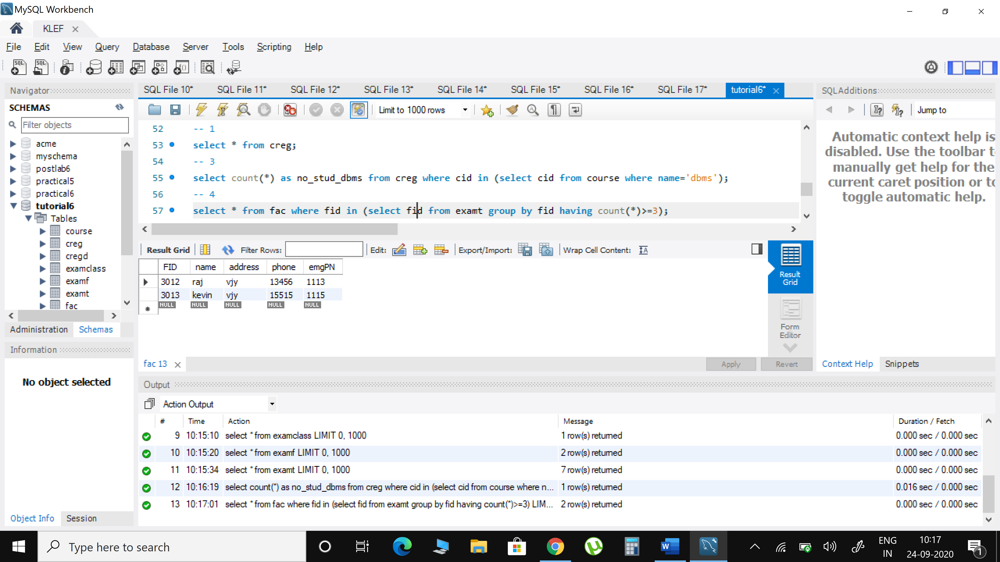 MySQL Workbench
KLEF
File Edit View Query Database Server Tools Scripting Help
Navigator
SCHEMAS
Filter objects
acme
myschema
postlab6
practical5
practical6
tutorial6
Tables
course
creg
cregd
examclass
examf
examt
fac
Administration Schemas
Information
No object selected
Object Info Session
SQL File 10* SQL File 11* SQL File 12* SQL File 13* SQL File 14* SQL File 15* SQL File 16* SQL File 17* tutorial6*
Limit to 1000 rows
52 -- 1
53 select * from creg;
54 -- 3
55 select count(*) as no_stud_dbms from creg where cid in (select cid from course where name='dbms');
56 -- 4
57 select * from fac where fid in (select fid from examt group by fid having count(*)>=3);
Result Grid Filter Rows: Edit: Export/Import: Wrap Cell Content:
FID name address phone emgPN
3012 raj vjy 13456 1113
3013 kevin vjy 15515 1115
NULL NULL NULL NULL NULL
Result
Grid
Form
Editor
fac 13
Apply Revert
SQLAdditions
Jump to
Automatic context help is
disabled. Use the toolbar t
manually get help for the
current caret position or to
toggle automatic help.
Context Help Snippets
Output
Action Output
# Time Action Message Duration / Fetch
9 10:15:10 select * from examclass LIMIT 0, 1000 1 row(s) returned 0.000 sec / 0.000 sec
10 10:15:20 select * from examf LIMIT 0, 1000 2 row(s) returned 0.000 sec / 0.000 sec
11 10:15:34 select * from examt LIMIT 0, 1000 7 row(s) returned 0.000 sec / 0.000 sec
12 10:16:19 select count(*) as no_stud_dbms from creg where cid in (select cid from course where n... 1 row(s) returned 0.016 sec / 0.000 sec
13 10:17:01 select * from fac where fid in (select fid from examt group by fid having count(*)>=3) LIM... 2 row(s) returned 0.000 sec / 0.000 sec
Type here to search
ENG
IN
10:17
24-09-2020
1